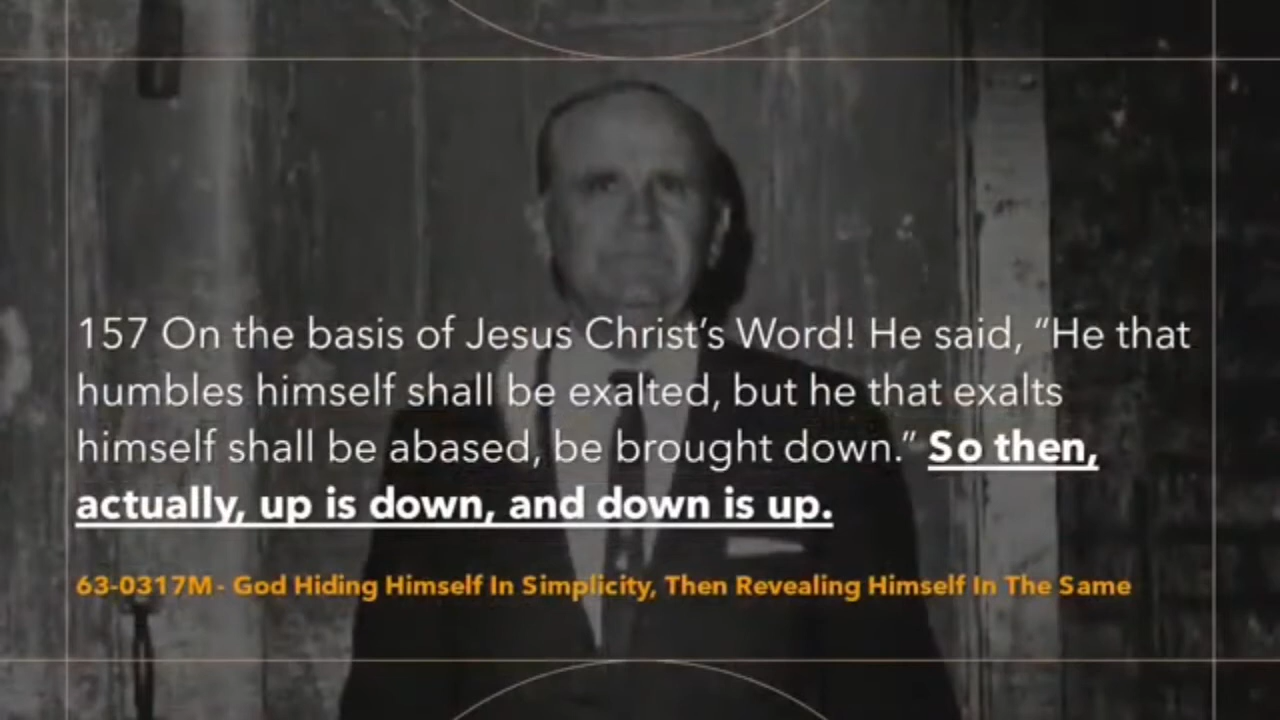 157 On the basis of Jesus Christ’s Word! He said, “He that
humbles himself shall be exalted, but he that exalts
himself shall be abased, be brought down.” So then,
actually, up is down, and down is up.
63-0317M - God Hiding Himself In Simplicity, Then Revealing Himself In The Same